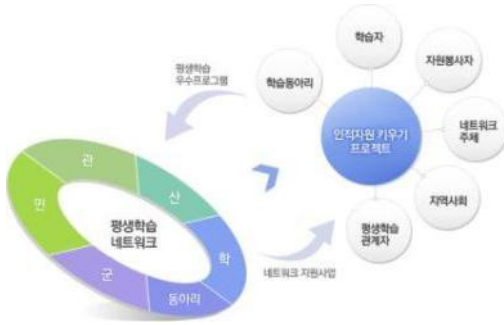 학습자
평생학습
우수프로그램
학습동아리
자원봉사자
인적자원 키우기
프로젝트
네트워크
주체
관
산
민
평생학습
네트워크
학
지역사회
평생학습
관계자
군
동아리
네트워크 지원사업